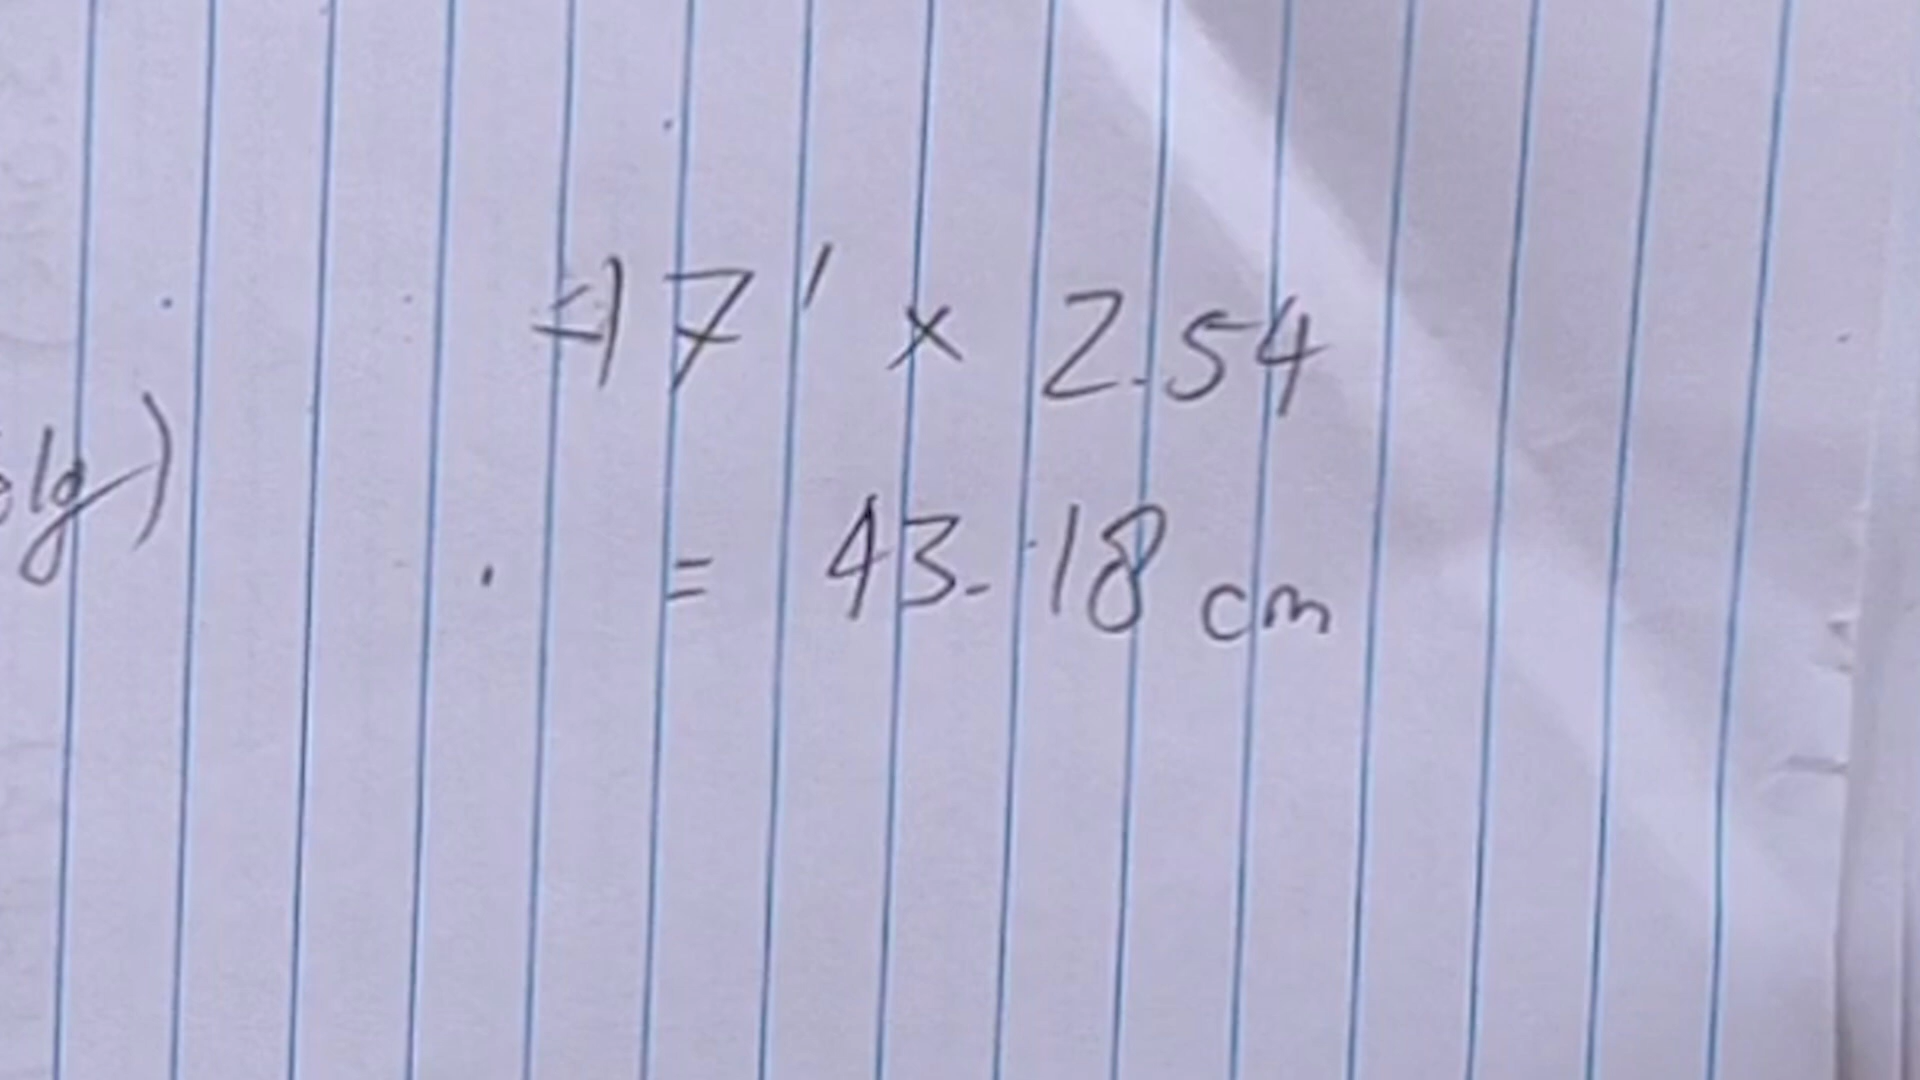 =17' × 2.54
= 43.18 cm